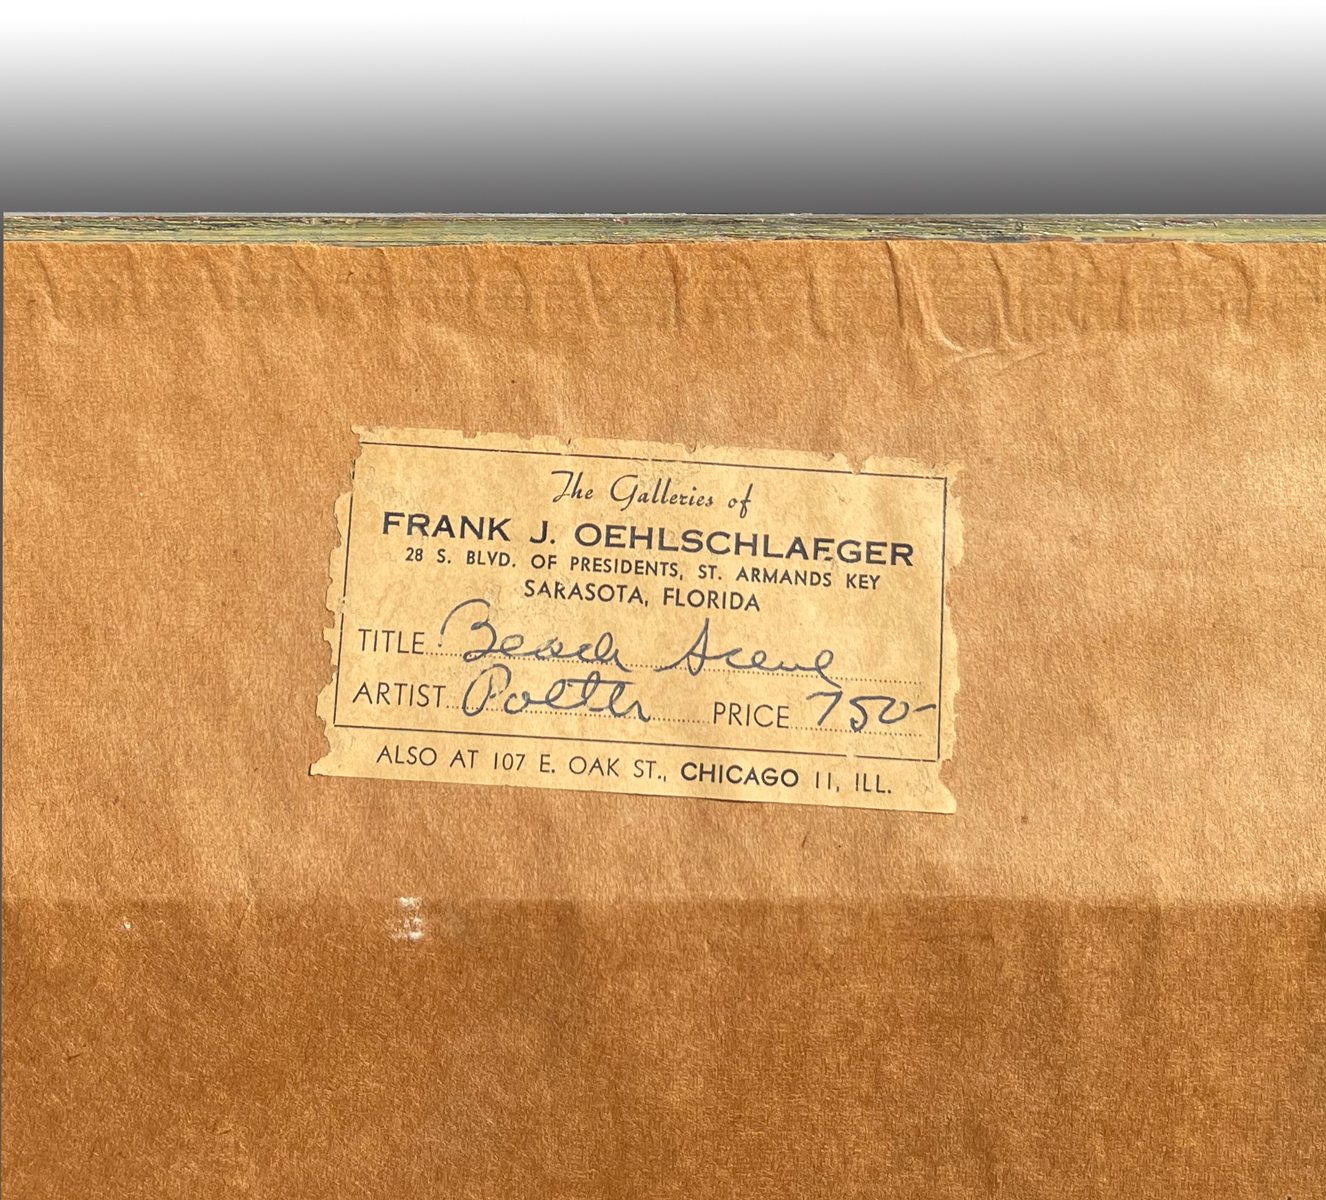 The Galleries of
FRANK J. OEHLSCHLAEGER
28 S. BLVD. OF PRESIDENTS, ST. ARMANDS KEY
SARASOTA, FLORIDA
TITLE: Beach Scene
ARTIST Potter PRICE 750-
ALSO AT 107 E. OAK ST., CHICAGO 11, ILL.